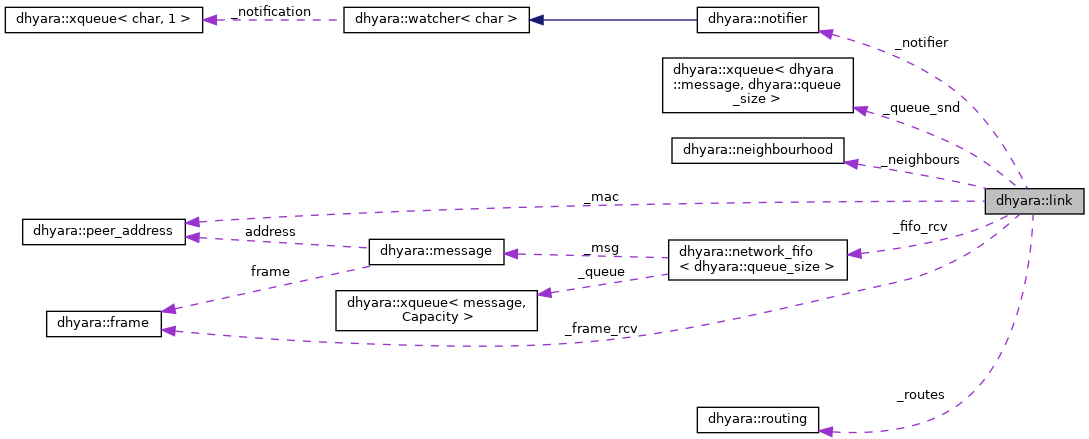 dhyara::xqueue< char, 1 >
_notification
dhyara::watcher< char >
dhyara::notifier
_notifier
dhyara::xqueue< dhyara
::message, dhyara::queue
_size >
_queue_snd
dhyara::neighbourhood
_neighbours
dhyara::link
_mac
dhyara::peer_address
address
dhyara::message
_msg
dhyara::network_fifo
< dhyara::queue_size >
_fifo_rcv
_queue
frame
dhyara::xqueue< message,
Capacity >
dhyara::frame
_frame_rcv
_routes
dhyara::routing